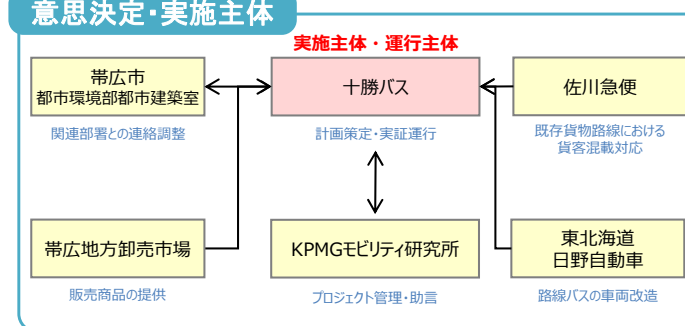 意思決定・実施主体
実施主体・運行主体
帯広市
都市環境部都市建築室
関連部署との連絡調整
十勝バス
計画策定・実証運行
佐川急便
既存貨物路線における
貨客混載対応
帯広地方卸売市場
販売商品の提供
KPMGモビリティ研究所
プロジェクト管理・助言
東北海道
日野自動車
路線バスの車両改造